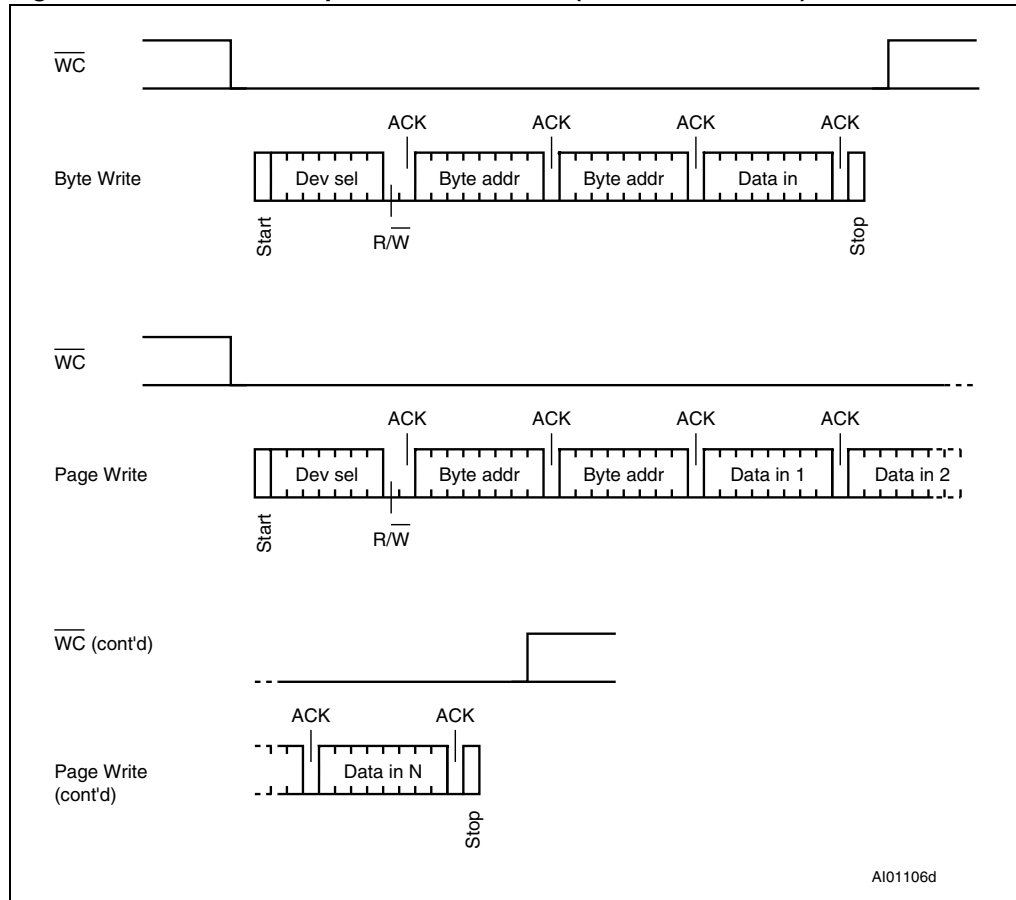 WC
ACK ACK ACK ACK
Byte Write Dev sel Byte addr Byte addr Data in
Start R/W Stop
WC
ACK ACK ACK ACK
Page Write Dev sel Byte addr Byte addr Data in 1 Data in 2
Start R/W
WC (cont'd)
ACK ACK
Page Write
(cont'd) Data in N
Stop
AI01106d